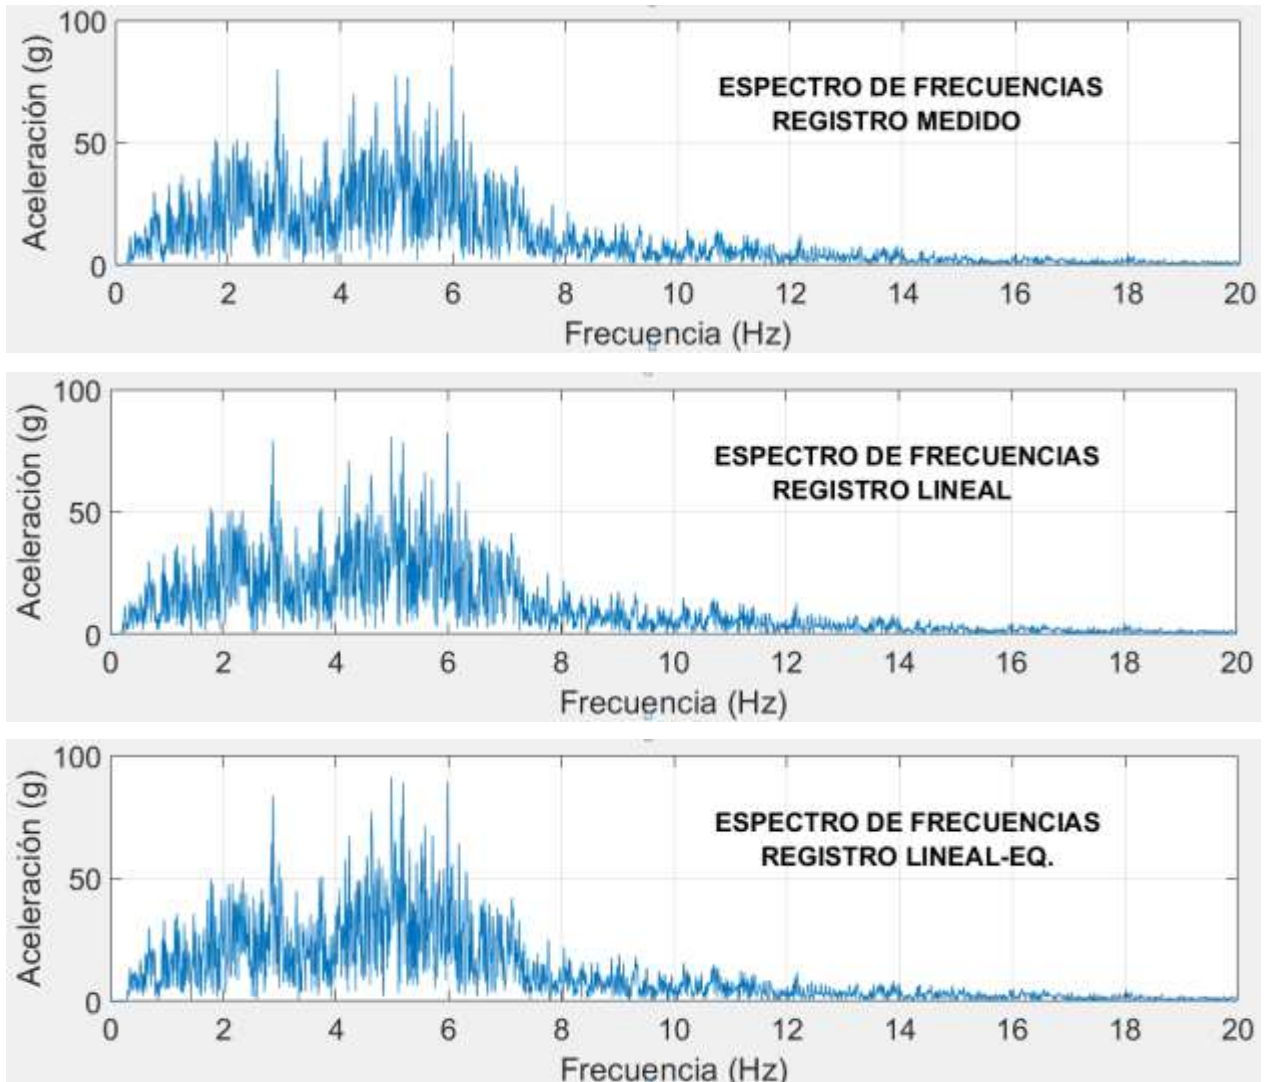 100
50
0
Aceleración (g)
ESPECTRO DE FRECUENCIAS
REGISTRO MEDIDO
0 2 4 6 8 10 12 14 16 18 20
Frecuencia (Hz)
100
50
0
Aceleración (g)
ESPECTRO DE FRECUENCIAS
REGISTRO LINEAL
0 2 4 6 8 10 12 14 16 18 20
Frecuencia (Hz)
100
50
0
Aceleración (g)
ESPECTRO DE FRECUENCIAS
REGISTRO LINEAL-EQ.
0 2 4 6 8 10 12 14 16 18 20
Frecuencia (Hz)